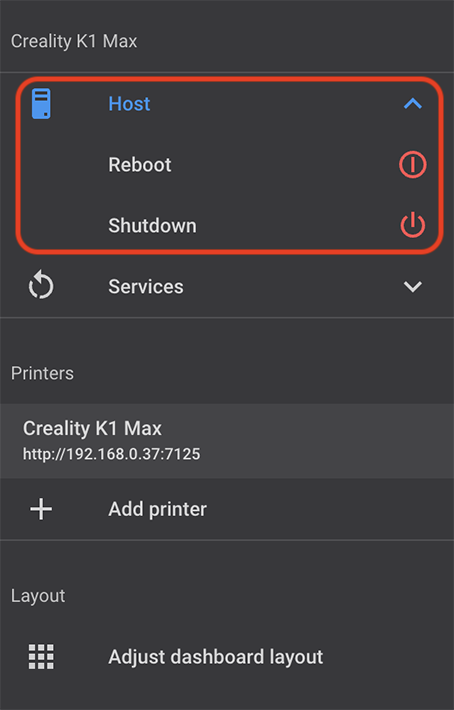 Creality K1 Max
Host
Reboot
Shutdown
Services
Printers
Creality K1 Max
http://192.168.0.37:7125
Add printer
Layout
Adjust dashboard layout